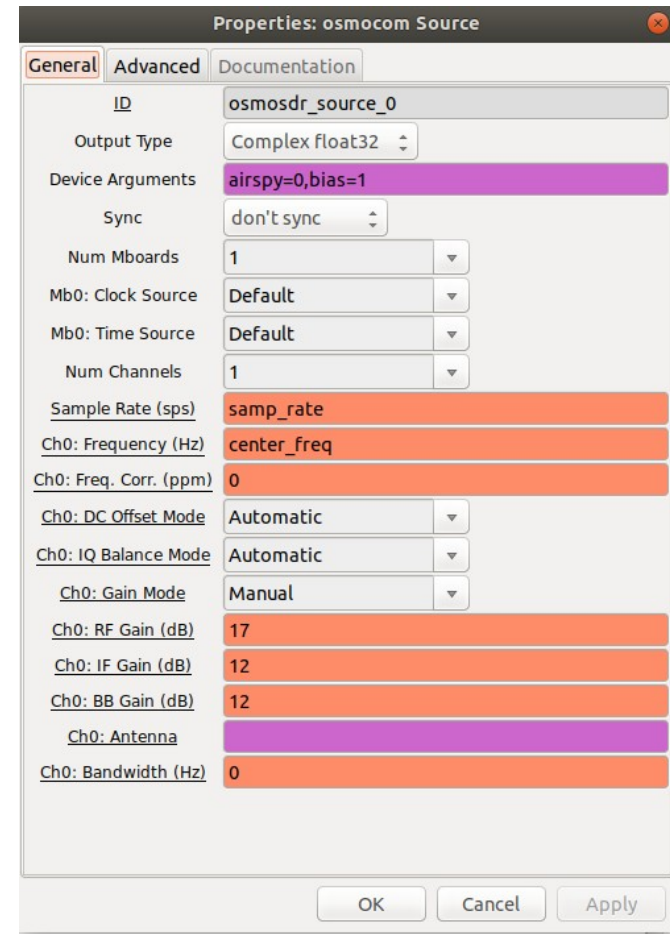 Properties: osmocom Source
General Advanced Documentation
ID osmosdr_source_0
Output Type Complex float32
Device Arguments airspy=0,bias=1
Sync don't sync
Num Mboards 1
Mb0: Clock Source Default
Mb0: Time Source Default
Num Channels 1
Sample Rate (sps) samp_rate
Ch0: Frequency (Hz) center_freq
Ch0: Freq. Corr. (ppm) 0
Ch0: DC Offset Mode Automatic
Ch0: IQ Balance Mode Automatic
Ch0: Gain Mode Manual
Ch0: RF Gain (dB) 17
Ch0: IF Gain (dB) 12
Ch0: BB Gain (dB) 12
Ch0: Antenna
Ch0: Bandwidth (Hz) 0
OK Cancel Apply